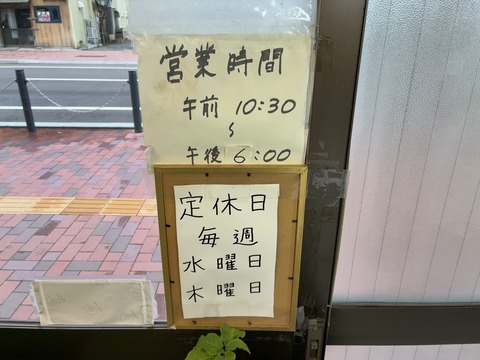 営業時間
午前 10:30
〜
午後 6:00
定休日
毎週
水曜日
木曜日